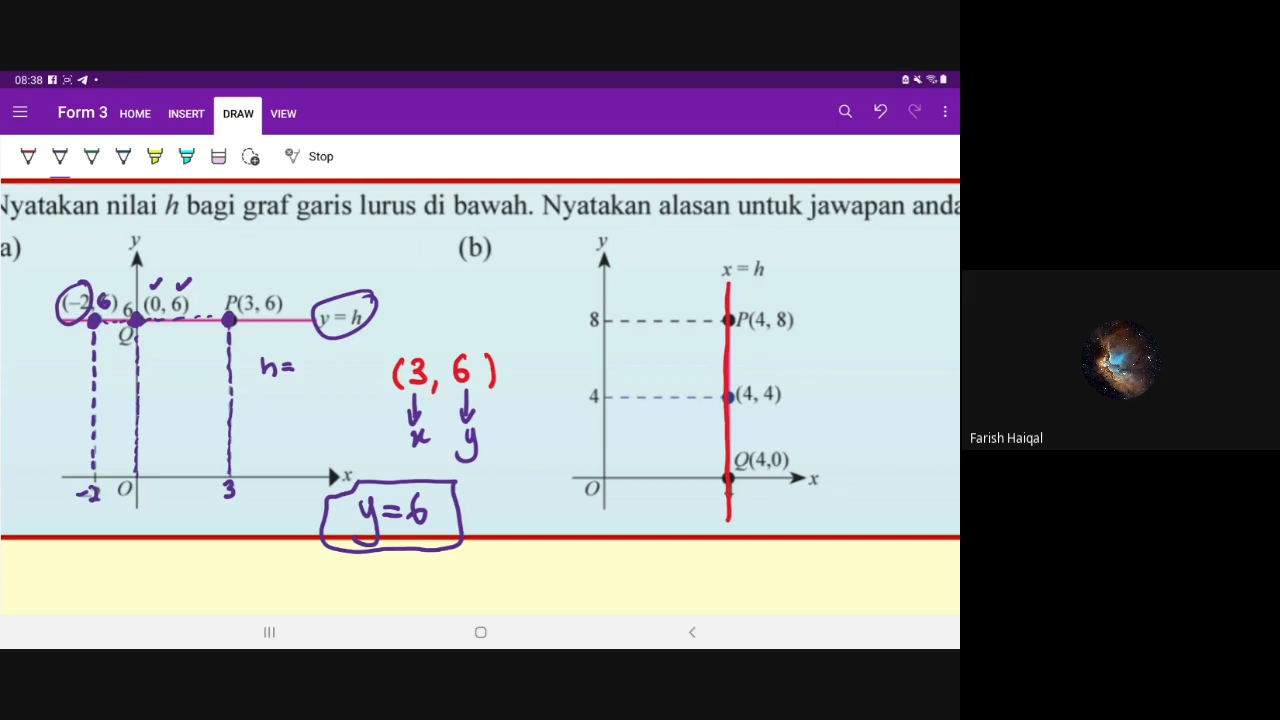 08:38
Form 3 HOME INSERT DRAW VIEW
Stop
Nyatakan nilai h bagi graf garis lurus di bawah. Nyatakan alasan untuk jawapan anda
a)
y
(-2, 6) 6 (0, 6) P(3, 6) y = h
Q
h=
(3, 6)
x y
-2 O 3 x
y=6
(b)
y
x = h
8 P(4, 8)
4 (4, 4)
Q(4,0)
O x
Farish Haiqal